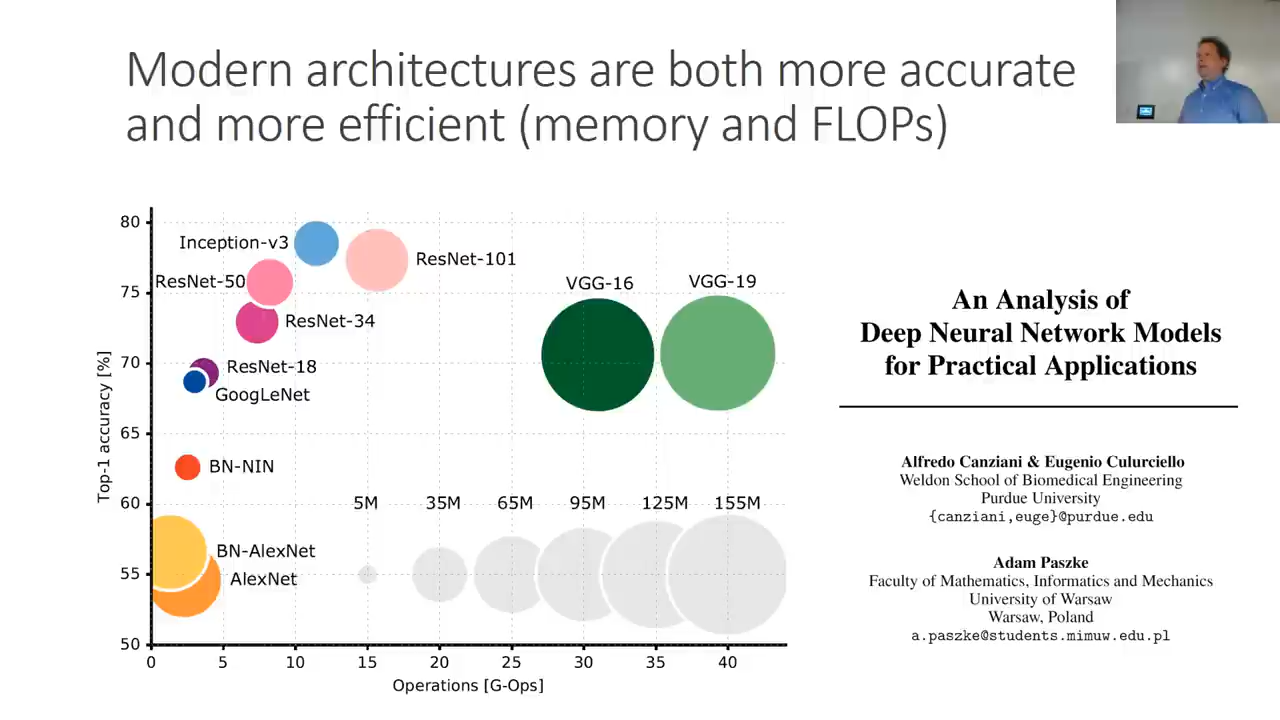 Modern architectures are both more accurate
and more efficient (memory and FLOPs)
80
75
70
65
60
55
50
Top-1 accuracy [%]
Inception-v3
ResNet-101
ResNet-50
ResNet-34
VGG-16
VGG-19
ResNet-18
GoogLeNet
BN-NIN
5M 35M 65M 95M 125M 155M
BN-AlexNet
AlexNet
0 5 10 15 20 25 30 35 40
Operations [G-Ops]
An Analysis of
Deep Neural Network Models
for Practical Applications
Alfredo Canziani & Eugenio Culurciello
Weldon School of Biomedical Engineering
Purdue University
{canziani,euge}@purdue.edu
Adam Paszke
Faculty of Mathematics, Informatics and Mechanics
University of Warsaw
Warsaw, Poland
a.paszke@students.mimuw.edu.pl